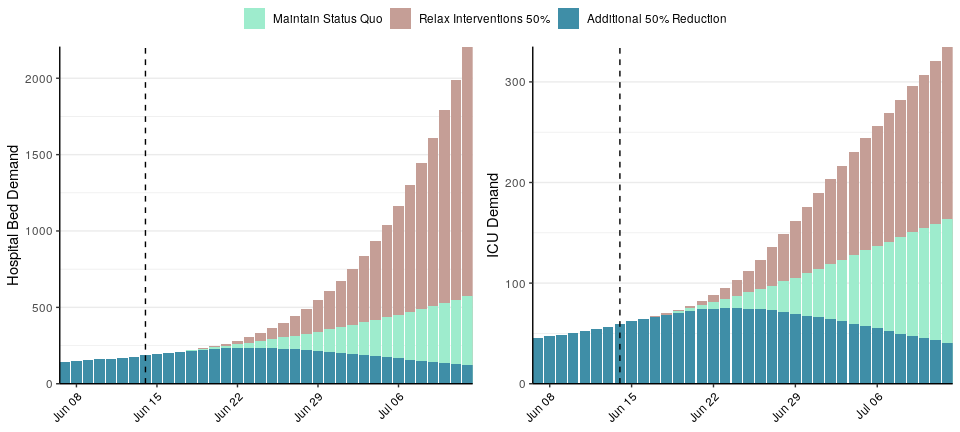 Maintain Status Quo Relax Interventions 50% Additional 50% Reduction
Hospital Bed Demand
2000
1500
1000
500
0
Jun 08
Jun 15
Jun 22
Jun 29
Jul 06
ICU Demand
300
200
100
0
Jun 08
Jun 15
Jun 22
Jun 29
Jul 06